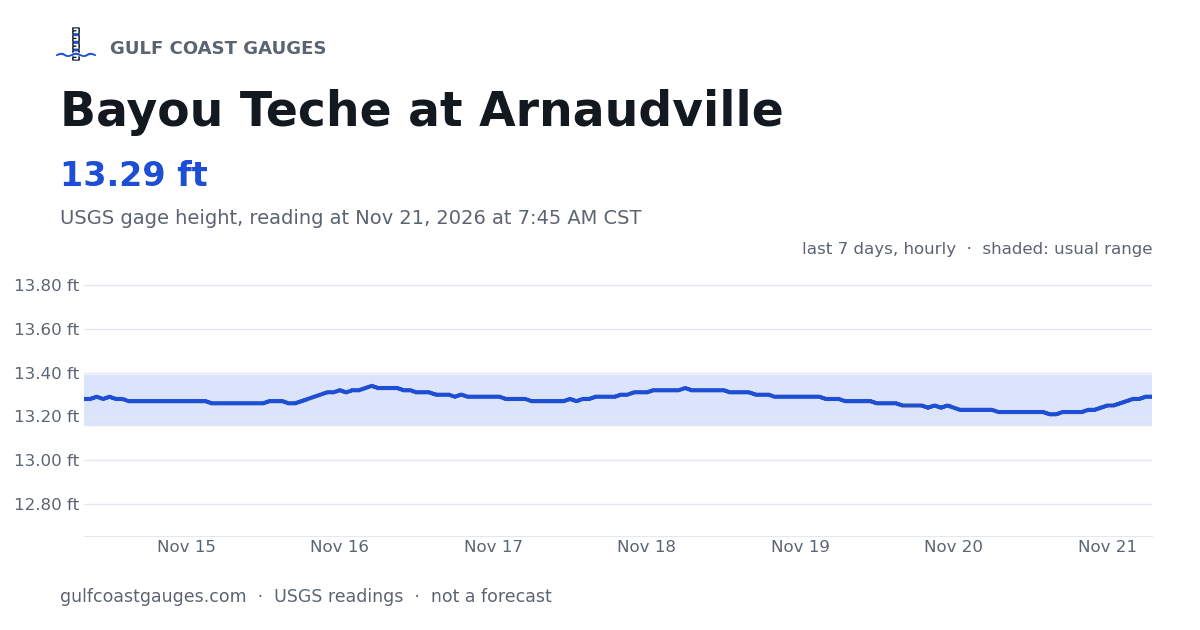 GULF COAST GAUGES
Bayou Teche at Arnaudville
13.29 ft
USGS gage height, reading at Nov 21, 2026 at 7:45 AM CST
last 7 days, hourly · shaded: usual range
13.80 ft
13.60 ft
13.40 ft
13.20 ft
13.00 ft
12.80 ft
Nov 15 Nov 16 Nov 17 Nov 18 Nov 19 Nov 20 Nov 21
gulfcoastgauges.com · USGS readings · not a forecast